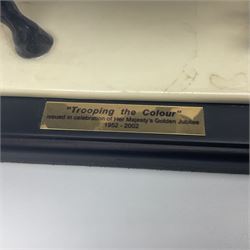 "Trooping the Colour"
issued in celebration of Her Majesty's Golden Jubilee
1952 - 2002